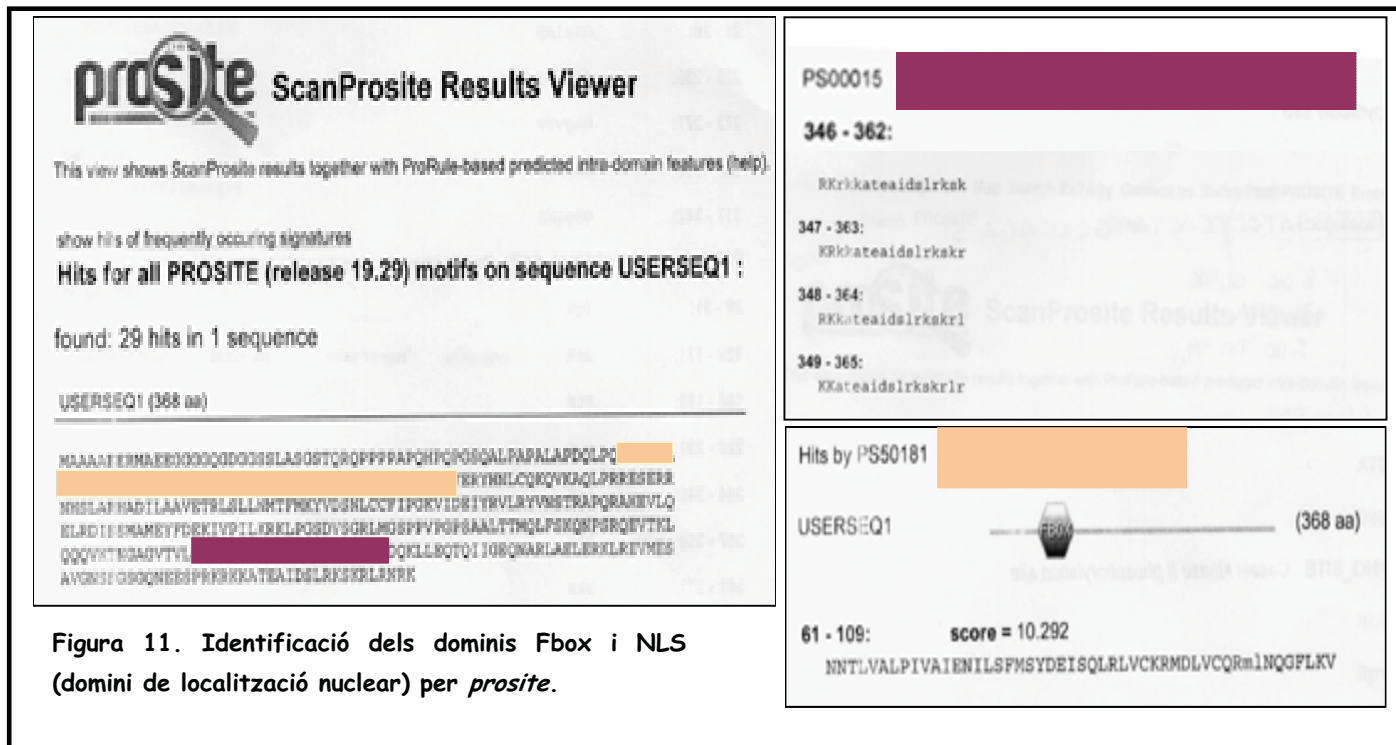 prosite ScanProsite Results Viewer
This view shows ScanProsite results together with ProRule-based predicted intra-domain features (help).
show hits of frequently occuring signatures
Hits for all PROSITE (release 19.29) motifs on sequence USERSEQ1 :
found: 29 hits in 1 sequence
USERSEQ1 (368 aa)
ELRDISSMAMEYFDEKIVPILKRKLPGSDVSGRLMGSPPVPGPSAALTTMQLFSKQNPSRQEVTKL
AVGNSSGSGQNEESPRKRKKATEAIDSLRKSKRLRNRK
PS00015
346 - 362:
RKrkkateaidslrksk
347 - 363:
KRkkateaidslrkskr
348 - 364:
RKkateaidslrkskrl
349 - 365:
KKateaidslrkskrlr
Hits by PS50181
USERSEQ1 FBOX (368 aa)
61 - 109: score = 10.292
NNTLVALPIVAIENILSFMSYDEISQLRLVCKRMDLVCQRmlNQGFLKV
Figura 11. Identificació dels dominis Fbox i NLS
(domini de localització nuclear) per prosite.